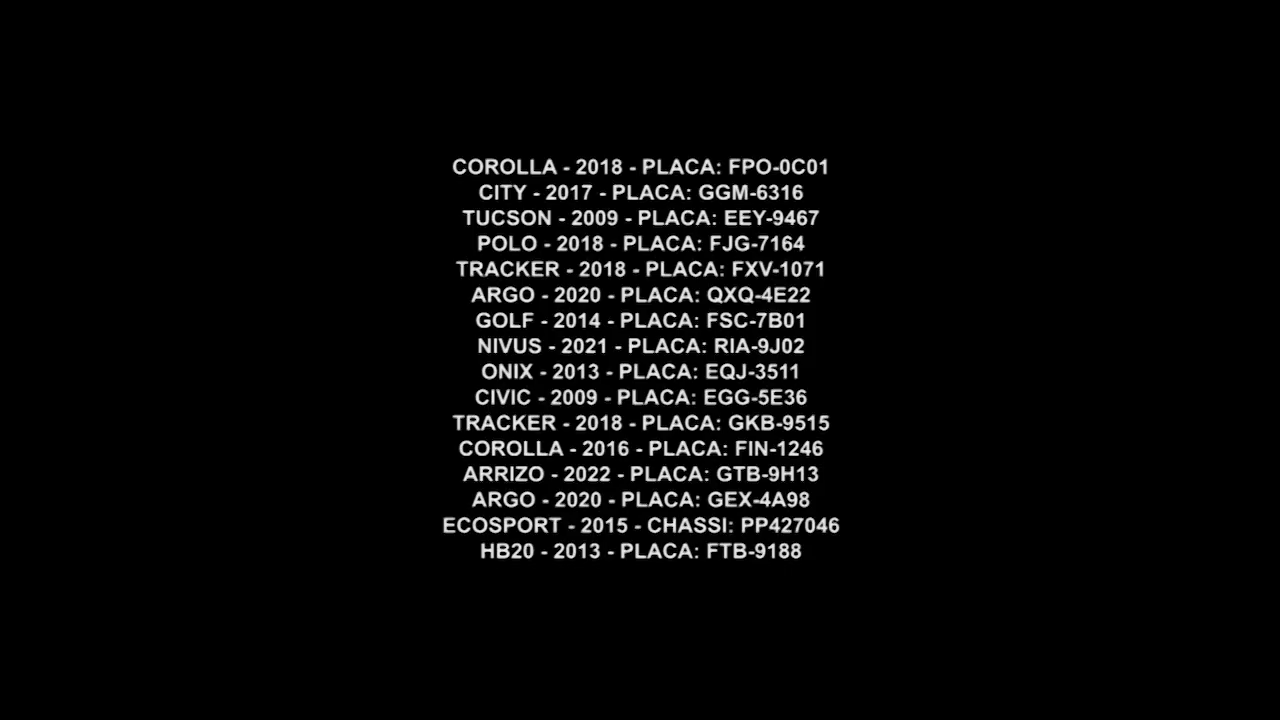 COROLLA - 2018 - PLACA: FPO-0C01
CITY - 2017 - PLACA: GGM-6316
TUCSON - 2009 - PLACA: EEY-9467
POLO - 2018 - PLACA: FJG-7164
TRACKER - 2018 - PLACA: FXV-1071
ARGO - 2020 - PLACA: QXQ-4E22
GOLF - 2014 - PLACA: FSC-7B01
NIVUS - 2021 - PLACA: RIA-9J02
ONIX - 2013 - PLACA: EQJ-3511
CIVIC - 2009 - PLACA: EGG-5E36
TRACKER - 2018 - PLACA: GKB-9515
COROLLA - 2016 - PLACA: FIN-1246
ARRIZO - 2022 - PLACA: GTB-9H13
ARGO - 2020 - PLACA: GEX-4A98
ECOSPORT - 2015 - CHASSI: PP427046
HB20 - 2013 - PLACA: FTB-9188